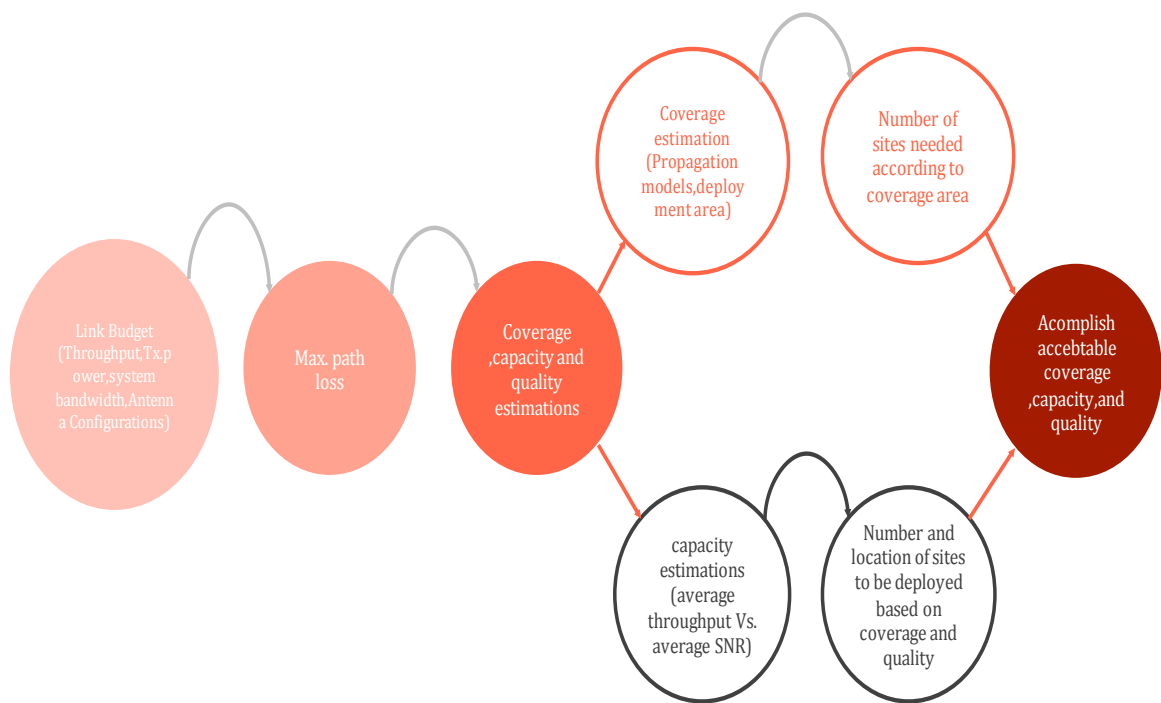 Link Budget
(Throughput,Tx.p
ower,system
bandwidth,Antenn
a Configurations)
Max. path
loss
Coverage
,capacity and
quality
estimations
Coverage
estimation
(Propagation
models,deploy
ment area)
Number of
sites needed
according to
coverage area
capacity
estimations
(average
throughput Vs.
average SNR)
Number and
location of sites
to be deployed
based on
coverage and
quality
Acomplish
accebtable
coverage
,capacity,and
quality